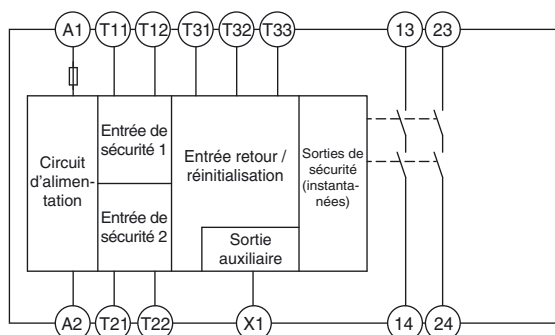 A1 T11 T12 T31 T32 T33 13 23
Circuit
d'alimen-
tation
Entrée de
sécurité 1
Entrée de
sécurité 2
Entrée retour /
réinitialisation
Sortie
auxiliaire
Sorties de
sécurité
(instanta-
nées)
A2 T21 T22 X1 14 24